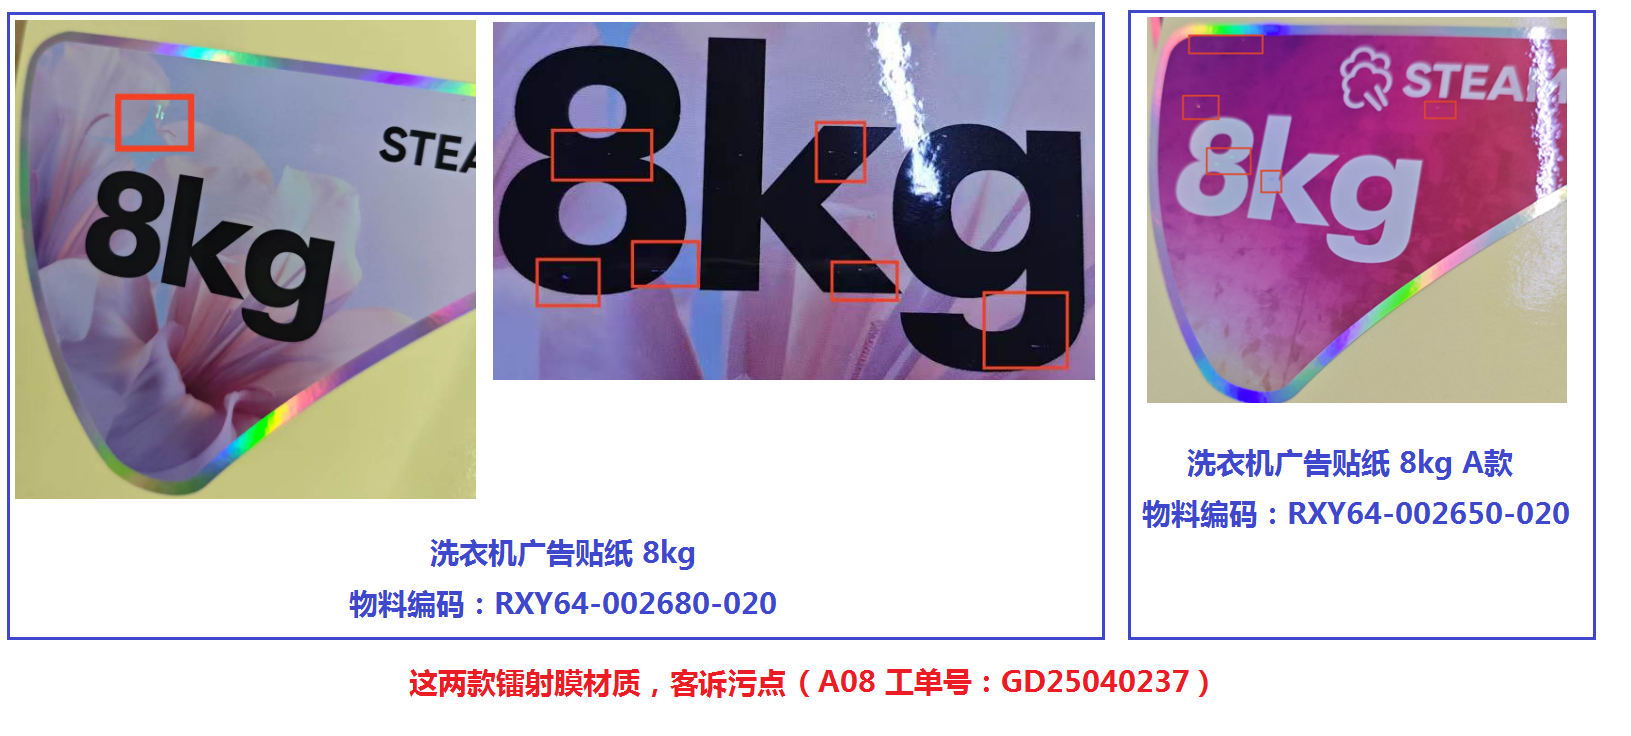 STEA
8kg
8kg
STEAM
8kg
洗衣机广告贴纸 8kg
物料编码：RXY64-002680-020
洗衣机广告贴纸 8kg A款
物料编码：RXY64-002650-020
这两款镭射膜材质，客诉污点（A08 工单号：GD25040237）